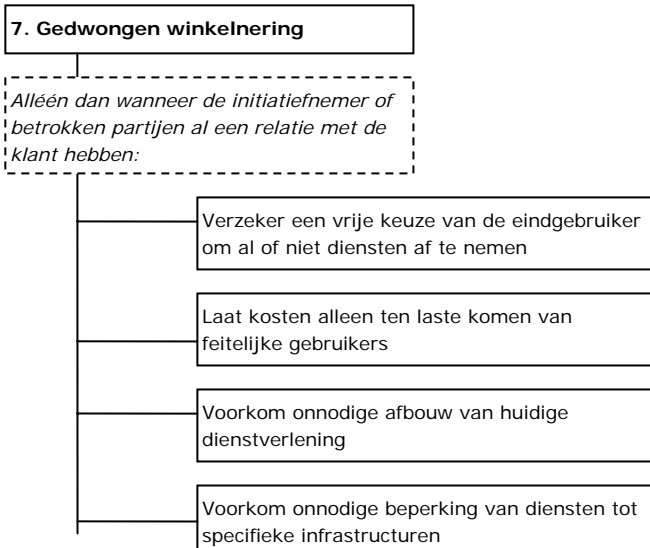 7. Gedwongen winkelnering
Alléén dan wanneer de initiatiefnemer of
betrokken partijen al een relatie met de
klant hebben:
Verzeker een vrije keuze van de eindgebruiker
om al of niet diensten af te nemen
Laat kosten alleen ten laste komen van
feitelijke gebruikers
Voorkom onnodige afbouw van huidige
dienstverlening
Voorkom onnodige beperking van diensten tot
specifieke infrastructuren